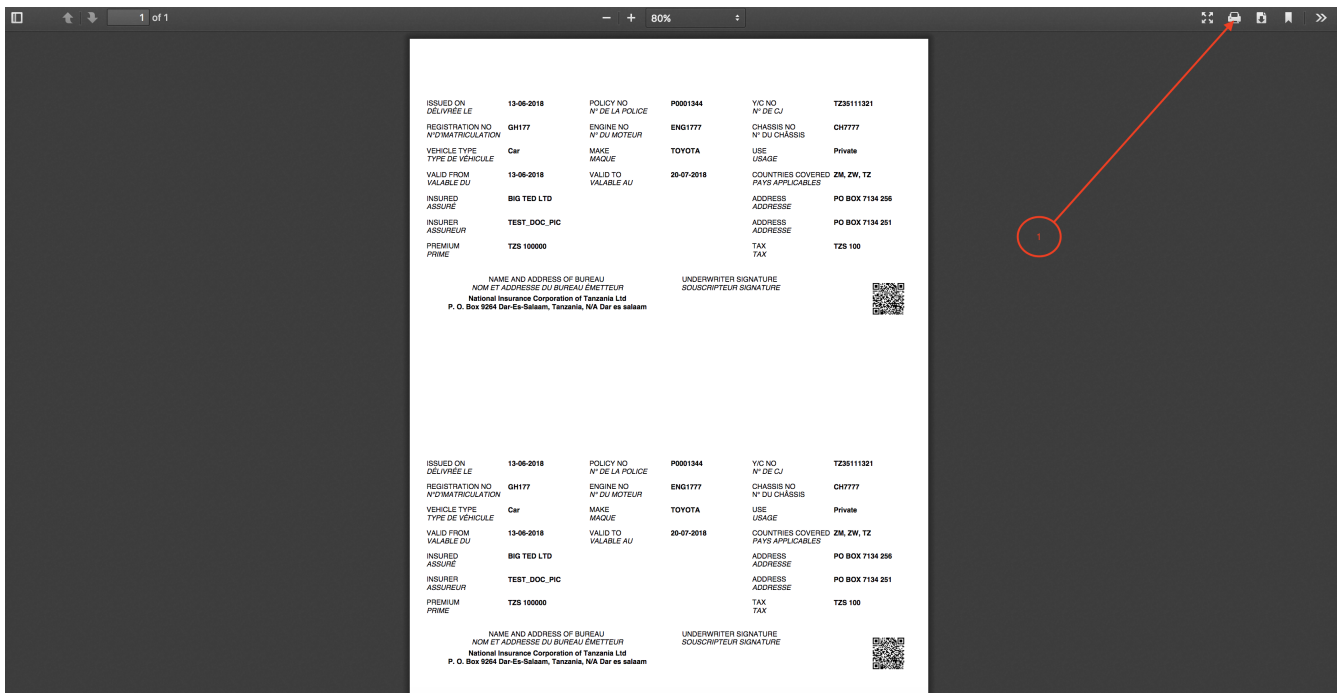 1 of 1 80%
ISSUED ON 13-06-2018 POLICY NO P0001344 Y/C NO TZ35111321
DÉLIVRÉE LE N° DE LA POLICE N° DE CJ
REGISTRATION NO GH177 ENGINE NO ENG1777 CHASSIS NO CH7777
N°D'IMATRICULATION N° DU MOTEUR N° DU CHÂSSIS
VEHICLE TYPE Car MAKE TOYOTA USE Private
TYPE DE VÉHICULE MAQUE USAGE
VALID FROM 13-06-2018 VALID TO 20-07-2018 COUNTRIES COVERED ZM, ZW, TZ
VALABLE DU VALABLE AU PAYS APPLICABLES
INSURED BIG TED LTD ADDRESS PO BOX 7134 256
ASSURÉ ADDRESSE
INSURER TEST_DOC_PIC ADDRESS PO BOX 7134 251
ASSUREUR ADDRESSE
PREMIUM TZS 100000 TAX TZS 100
PRIME TAX
1
NAME AND ADDRESS OF BUREAU UNDERWRITER SIGNATURE
NOM ET ADDRESSE DU BUREAU ÉMETTEUR SOUSCRIPTEUR SIGNATURE
National Insurance Corporation of Tanzania Ltd
P. O. Box 9264 Dar-Es-Salaam, Tanzania, N/A Dar es salaam
ISSUED ON 13-06-2018 POLICY NO P0001344 Y/C NO TZ35111321
DÉLIVRÉE LE N° DE LA POLICE N° DE CJ
REGISTRATION NO GH177 ENGINE NO ENG1777 CHASSIS NO CH7777
N°D'IMATRICULATION N° DU MOTEUR N° DU CHÂSSIS
VEHICLE TYPE Car MAKE TOYOTA USE Private
TYPE DE VÉHICULE MAQUE USAGE
VALID FROM 13-06-2018 VALID TO 20-07-2018 COUNTRIES COVERED ZM, ZW, TZ
VALABLE DU VALABLE AU PAYS APPLICABLES
INSURED BIG TED LTD ADDRESS PO BOX 7134 256
ASSURÉ ADDRESSE
INSURER TEST_DOC_PIC ADDRESS PO BOX 7134 251
ASSUREUR ADDRESSE
PREMIUM TZS 100000 TAX TZS 100
PRIME TAX
NAME AND ADDRESS OF BUREAU UNDERWRITER SIGNATURE
NOM ET ADDRESSE DU BUREAU ÉMETTEUR SOUSCRIPTEUR SIGNATURE
National Insurance Corporation of Tanzania Ltd
P. O. Box 9264 Dar-Es-Salaam, Tanzania, N/A Dar es salaam